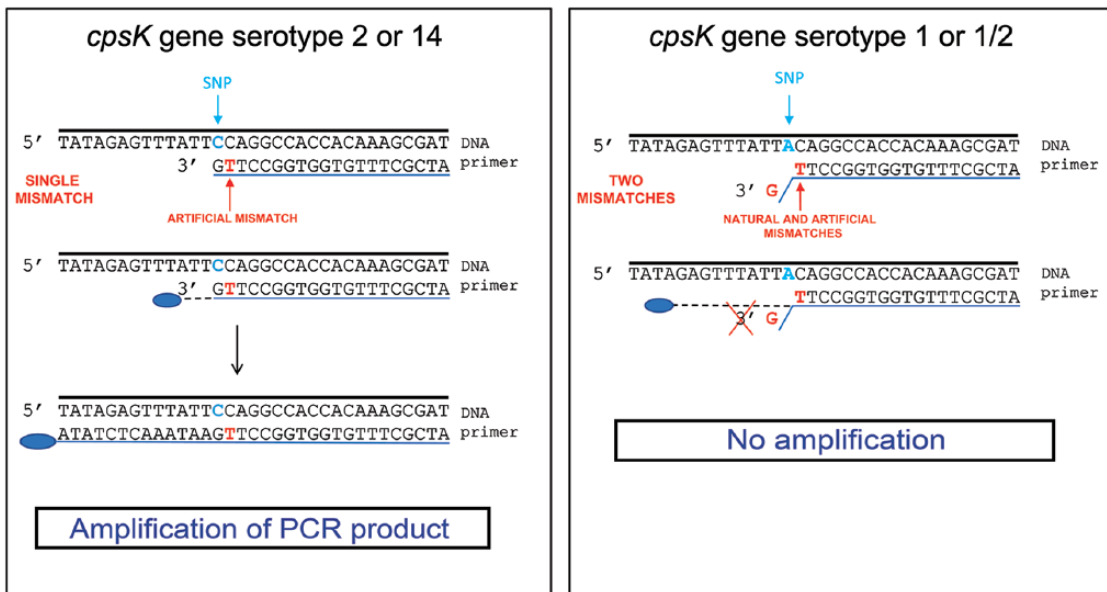 cpsK gene serotype 2 or 14
SNP
5’ TATAGAGTTTATTCCAGGCCACCACAAAGCGAT DNA
3’ GTTCCGGTGGTGTTTCGCTA primer
SINGLE
MISMATCH
ARTIFICIAL MISMATCH
5’ TATAGAGTTTATTCCAGGCCACCACAAAGCGAT DNA
3’ GTTCCGGTGGTGTTTCGCTA primer
5’ TATAGAGTTTATTCCAGGCCACCACAAAGCGAT DNA
ATATCTCAAATAAGTTCCGGTGGTGTTTCGCTA primer
Amplification of PCR product
cpsK gene serotype 1 or 1/2
SNP
5’ TATAGAGTTTATTACAGGCCACCACAAAGCGAT DNA
TTCCGGTGGTGTTTCGCTA primer
TWO
MISMATCHES
3’ G
NATURAL AND ARTIFICIAL
MISMATCHES
5’ TATAGAGTTTATTACAGGCCACCACAAAGCGAT DNA
TTCCGGTGGTGTTTCGCTA primer
3’ G
No amplification